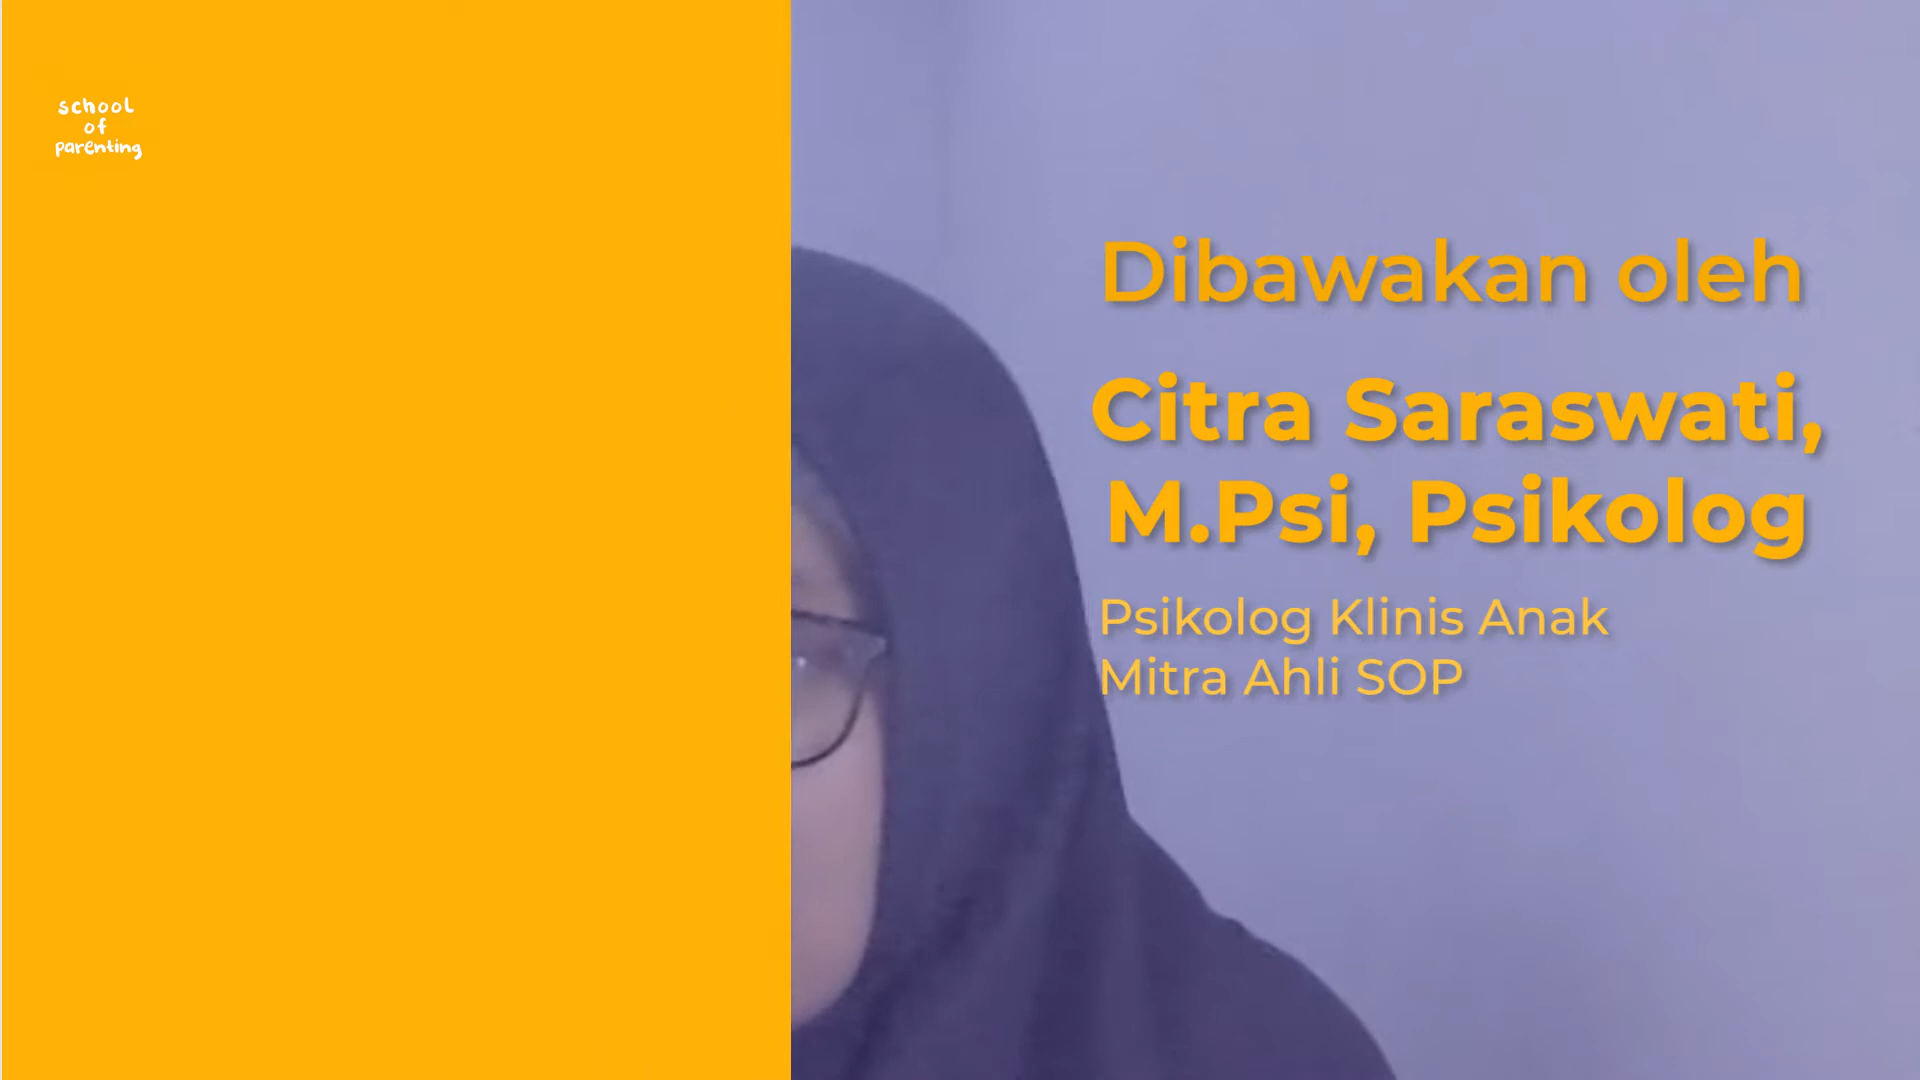 school
of
parenting
Dibawakan oleh
Citra Saraswati,
M.Psi, Psikolog
Psikolog Klinis Anak
Mitra Ahli SOP